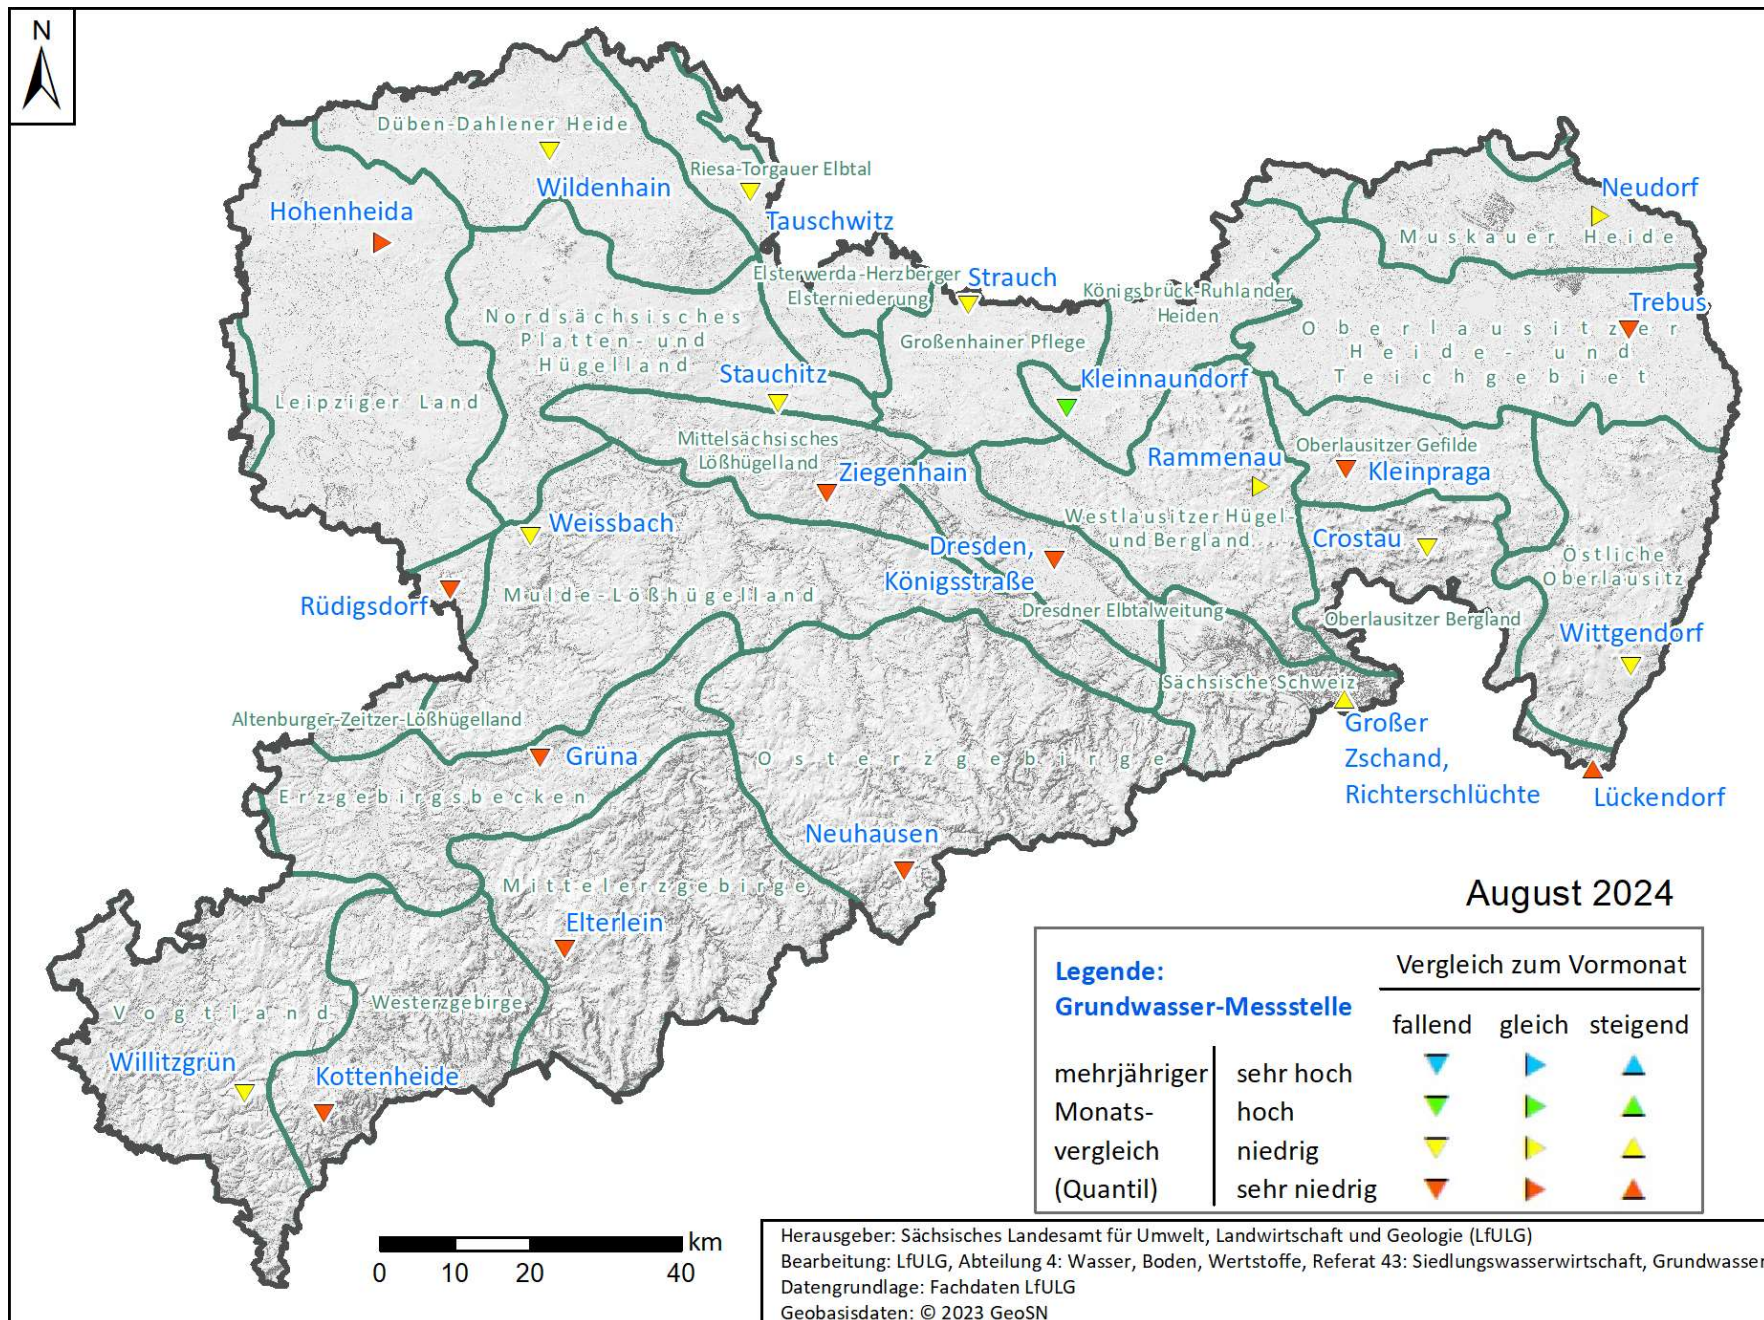 N
Düben-Dahlener Heide
Riesa-Torgauer Elbtal
Wildenhain
Neudorf
Hohenheida
Tauschwitz
Muskauer Heide
Elsterwerda-Herzberger
Elsterniederung
Strauch
Königsbrück-Ruhlander
Heiden
Trebus
Nordsächsisches
Platten- und
Hügelland
Großenhainer Pflege
Oberlausitzer
Heide- und
Teichgebiet
Stauchitz
Kleinnaundorf
Leipziger Land
Mittelsächsisches
Lößhügelland
Oberlausitzer Gefilde
Ziegenhain
Rammenau
Kleinpraga
Weissbach
Westlausitzer Hügel-
und Bergland
Crostau
Dresden,
Königsstraße
Östliche
Oberlausitz
Rüdigsdorf
Mulde-Lößhügelland
Dresdner Elbtalweitung
Oberlausitzer Bergland
Wittgendorf
Sächsische Schweiz
Altenburger-Zeitzer-Lößhügelland
Großer
Zschand,
Richterschlüchte
Grüna
Osterzgebirge
Lückendorf
Erzgebirgsbecken
Neuhausen
Mittelerzgebirge
Elterlein
Westerzgebirge
Vogtland
Willitzgrün
Kottenheide
August 2024
Legende:
Grundwasser-Messstelle
Vergleich zum Vormonat
fallend gleich steigend
mehrjähriger sehr hoch
Monats- hoch
vergleich niedrig
(Quantil) sehr niedrig
km
0 10 20 40
Herausgeber: Sächsisches Landesamt für Umwelt, Landwirtschaft und Geologie (LfULG)
Bearbeitung: LfULG, Abteilung 4: Wasser, Boden, Wertstoffe, Referat 43: Siedlungswasserwirtschaft, Grundwasser
Datengrundlage: Fachdaten LfULG
Geobasisdaten: © 2023 GeoSN